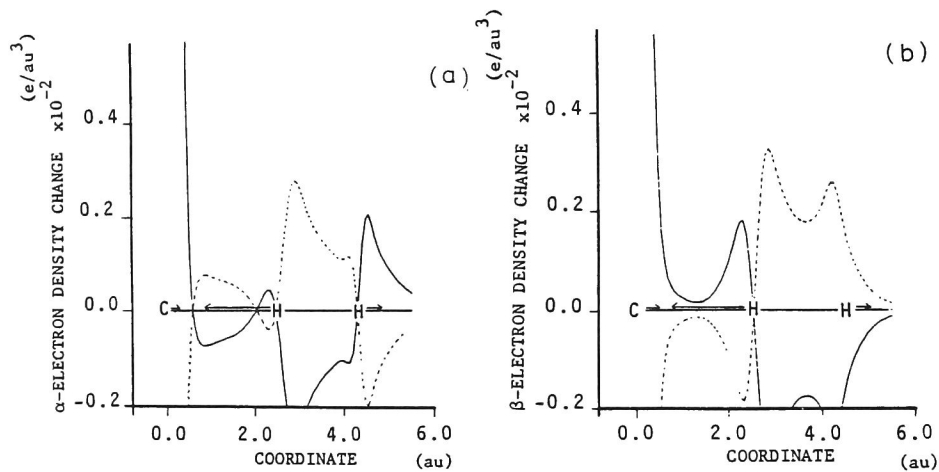 (a)
α-ELECTRON DENSITY CHANGE x10⁻² (e/au³)
0.4
0.2
0.0
-0.2
C H H
0.0 2.0 4.0 6.0
COORDINATE (au)
(b)
β-ELECTRON DENSITY CHANGE x10⁻² (e/au³)
0.4
0.2
0.0
-0.2
C H H
0.0 2.0 4.0 6.0
COORDINATE (au)